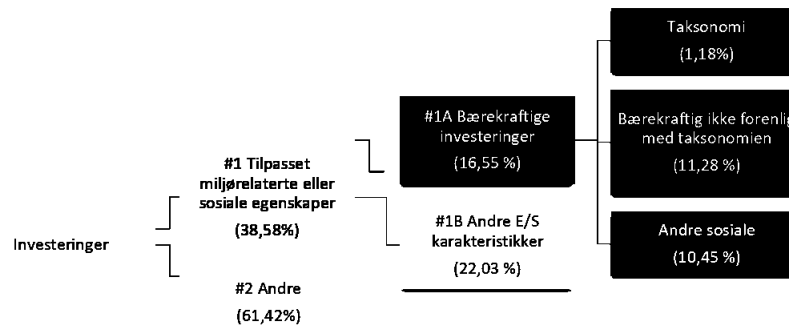 Investeringer
#1 Tilpasset
miljørelaterte eller
sosiale egenskaper
(38,58%)
#2 Andre
(61,42%)
#1A Bærekraftige
investeringer
(16,55 %)
#1B Andre E/S
karakteristikker
(22,03 %)
Taksonomi
(1,18%)
Bærekraftig ikke forenlig
med taksonomien
(11,28 %)
Andre sosiale
(10,45 %)